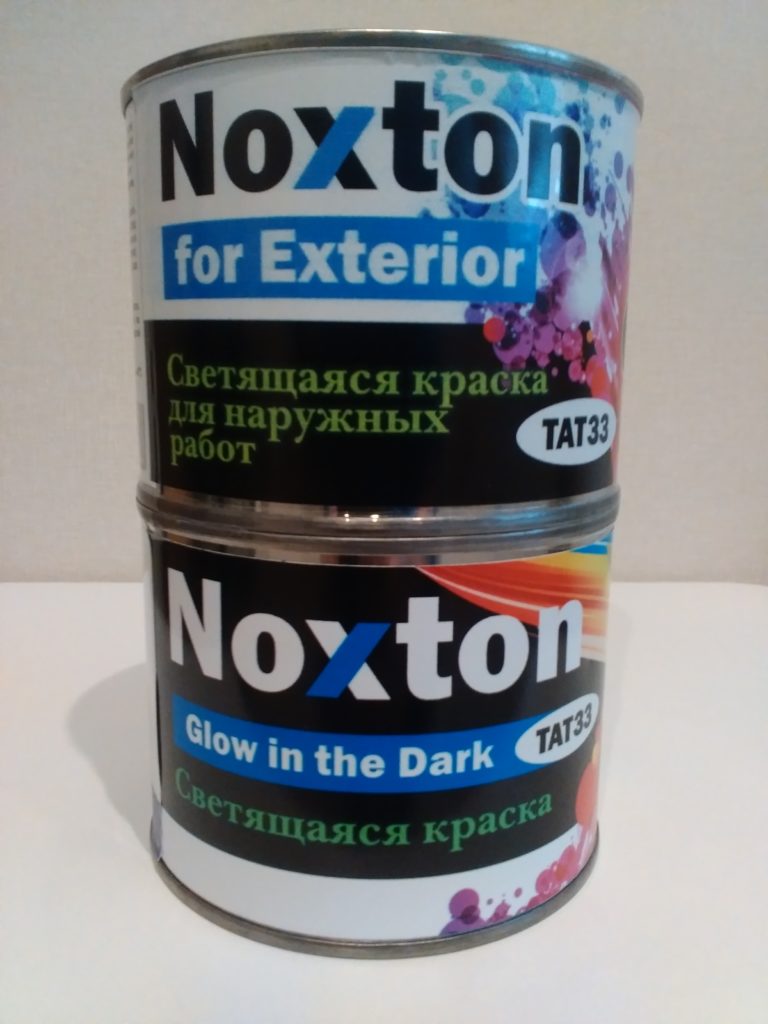 Noxton
for Exterior
Светящаяся краска
для наружных
работ
TAT33
Noxton
Glow in the Dark
TAT33
Светящаяся краска